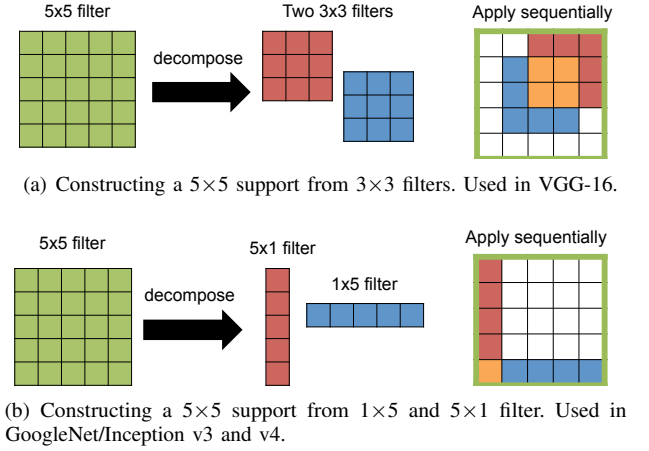 5x5 filter
Two 3x3 filters
Apply sequentially
decompose
(a) Constructing a 5×5 support from 3×3 filters. Used in VGG-16.
5x5 filter
5x1 filter
Apply sequentially
decompose
1x5 filter
(b) Constructing a 5×5 support from 1×5 and 5×1 filter. Used in
GoogleNet/Inception v3 and v4.